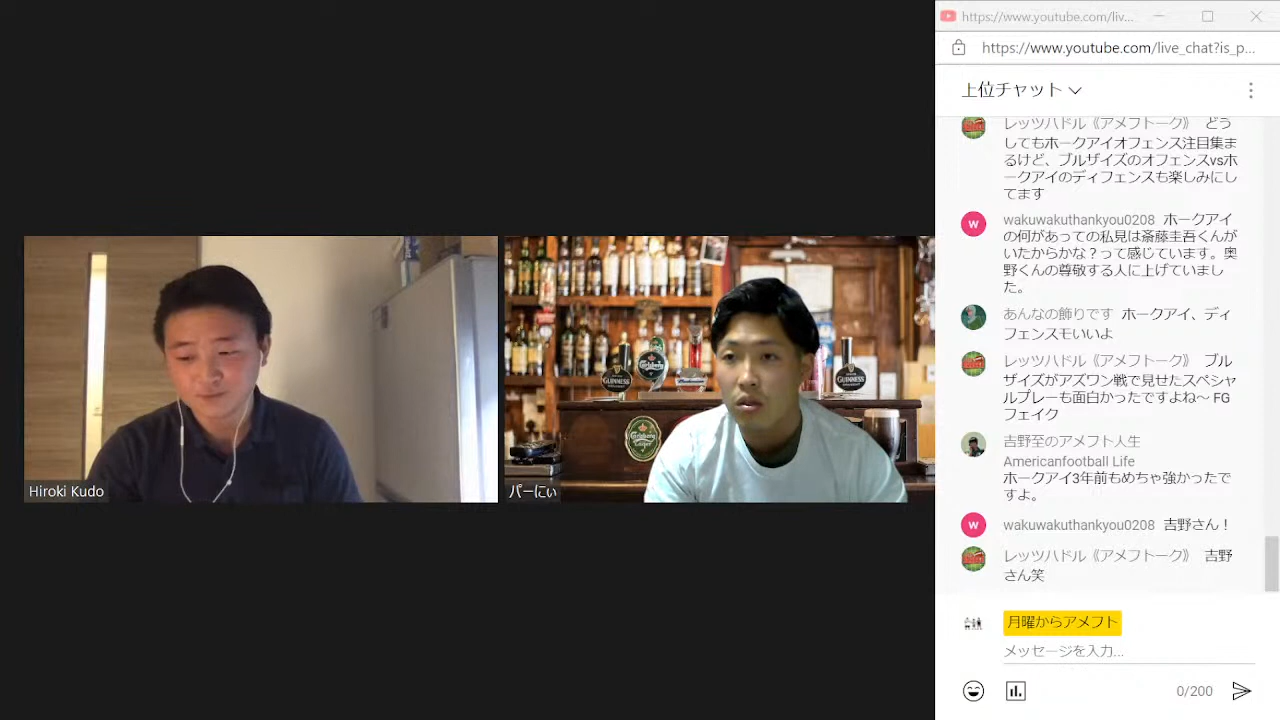 https://www.youtube.com/liv...
https://www.youtube.com/live_chat?is_p...
上位チャット
レッツハドル《アメフトーク》 どう
してもホークアイオフェンス注目集ま
るけど、ブルザイズのオフェンスvsホ
ークアイのディフェンスも楽しみにし
てます
wakuwakuthankyou0208 ホークアイ
の何があっての私見は斎藤圭吾くんが
いたからかな？って感じています。奥
野くんの尊敬する人に上げていまし
た。
あんなの飾りです ホークアイ、ディ
フェンスモいいよ
レッツハドル《アメフトーク》 ブル
ザイズvアズワン戦で見せたスペシャ
ルプレーも面白かったですよね〜 FG
フェイク
吉野至のアメフト人生
Americanfootball Life
ホークアイ3年前もめちゃ強かったで
すよ。
wakuwakuthankyou0208 吉野さん！
レッツハドル《アメフトーク》 吉野
さん笑
月曜からアメフト
メッセージを入力...
0/200
Hiroki Kudo
パーにぃ
GUINNESS
Carlsberg
GUINNESS
Carlsberg